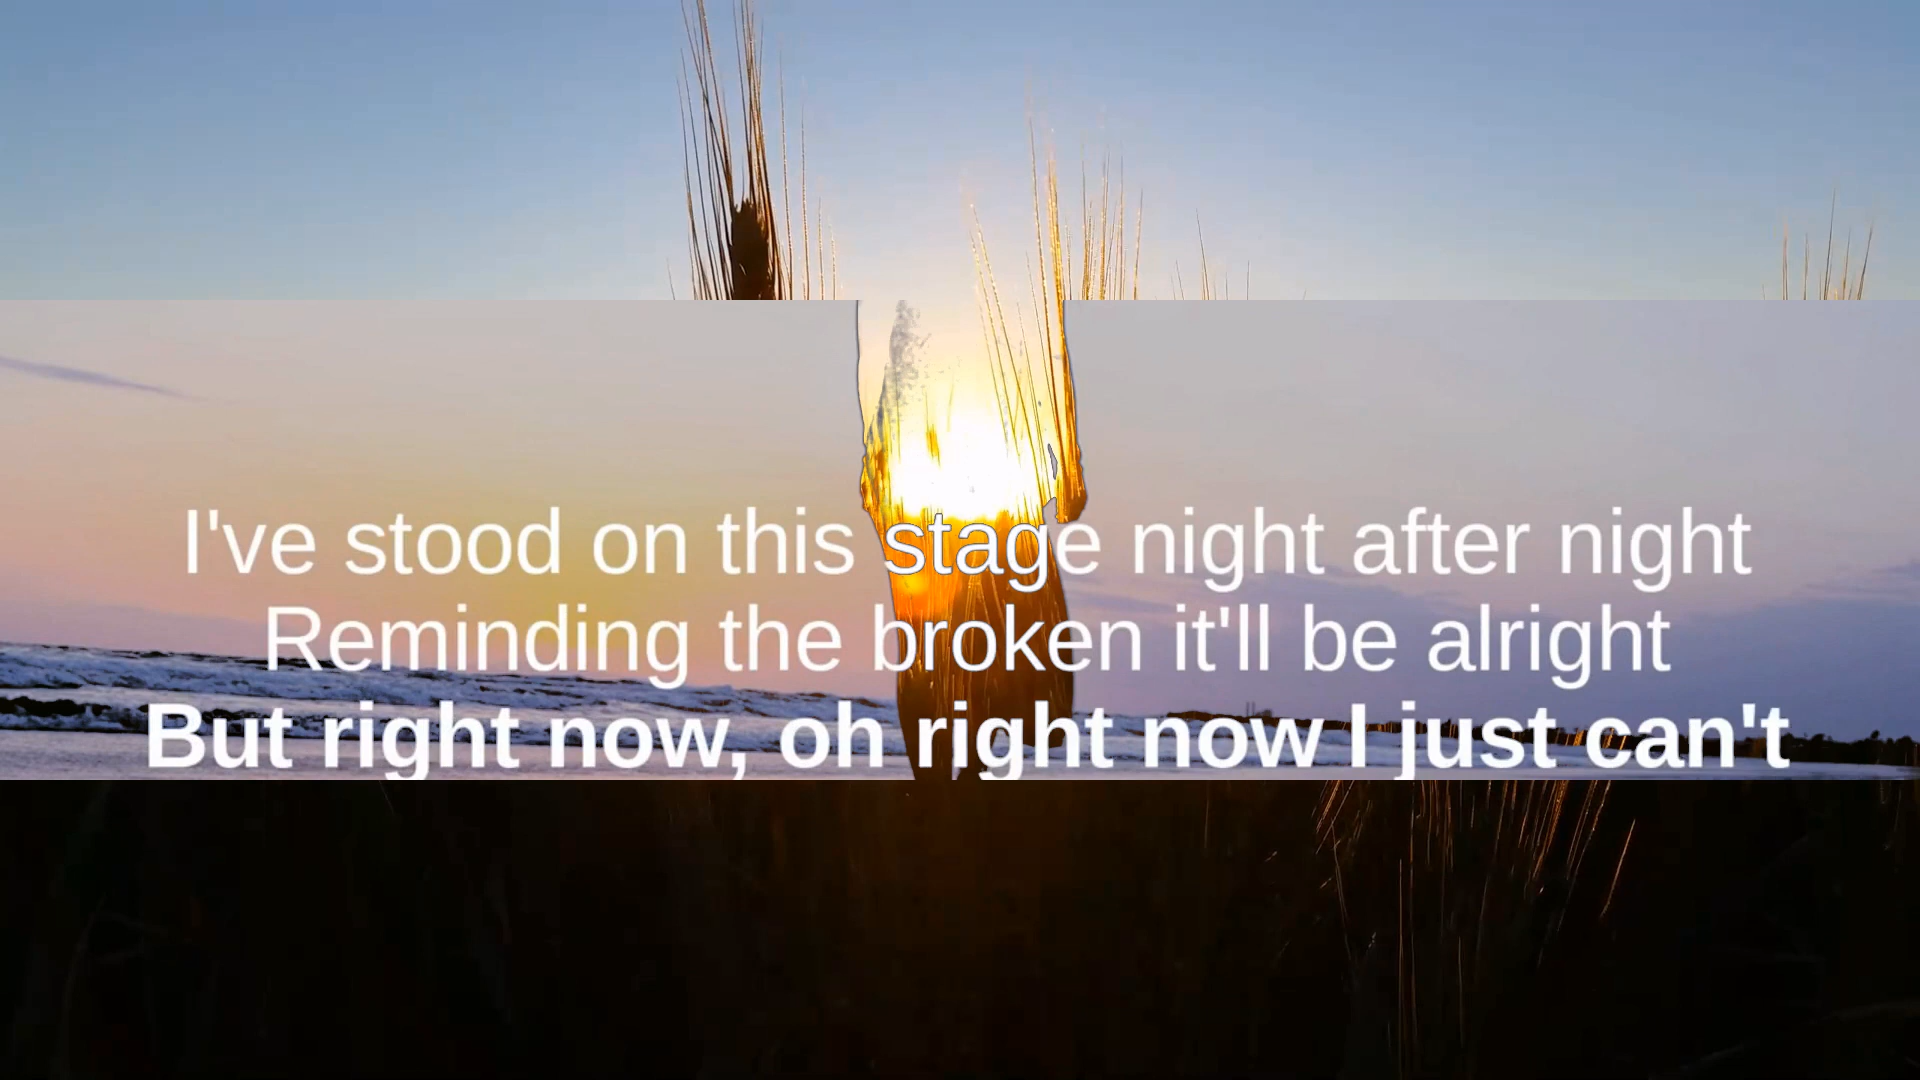 I've stood on this stage night after night
Reminding the broken it'll be alright
But right now, oh right now I just can't